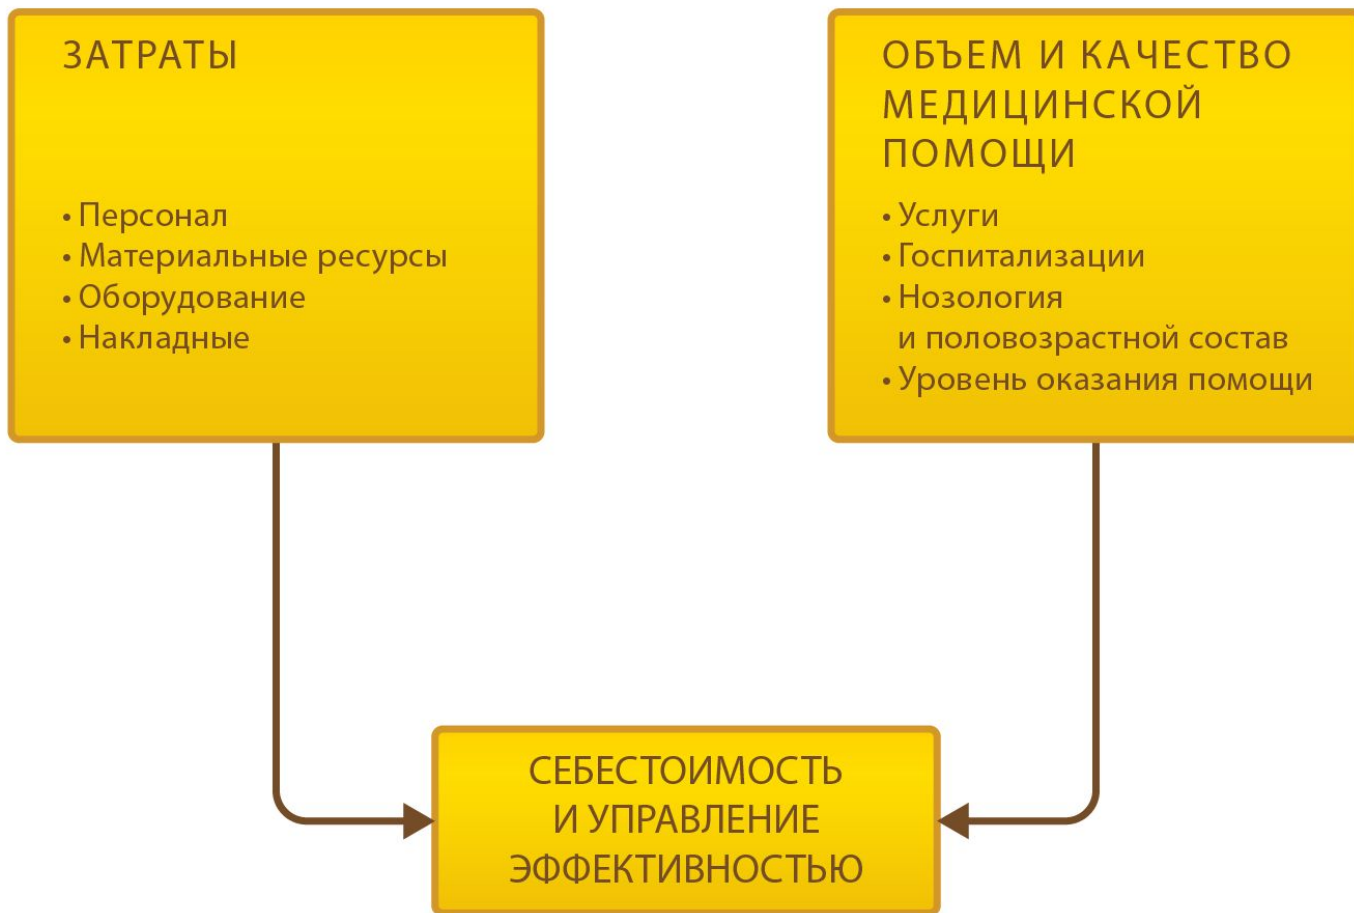 ЗАТРАТЫ
• Персонал
• Материальные ресурсы
• Оборудование
• Накладные
ОБЪЕМ И КАЧЕСТВО
МЕДИЦИНСКОЙ
ПОМОЩИ
• Услуги
• Госпитализации
• Нозология
и половозрастной состав
• Уровень оказания помощи
СЕБЕСТОИМОСТЬ
И УПРАВЛЕНИЕ
ЭФФЕКТИВНОСТЬЮ